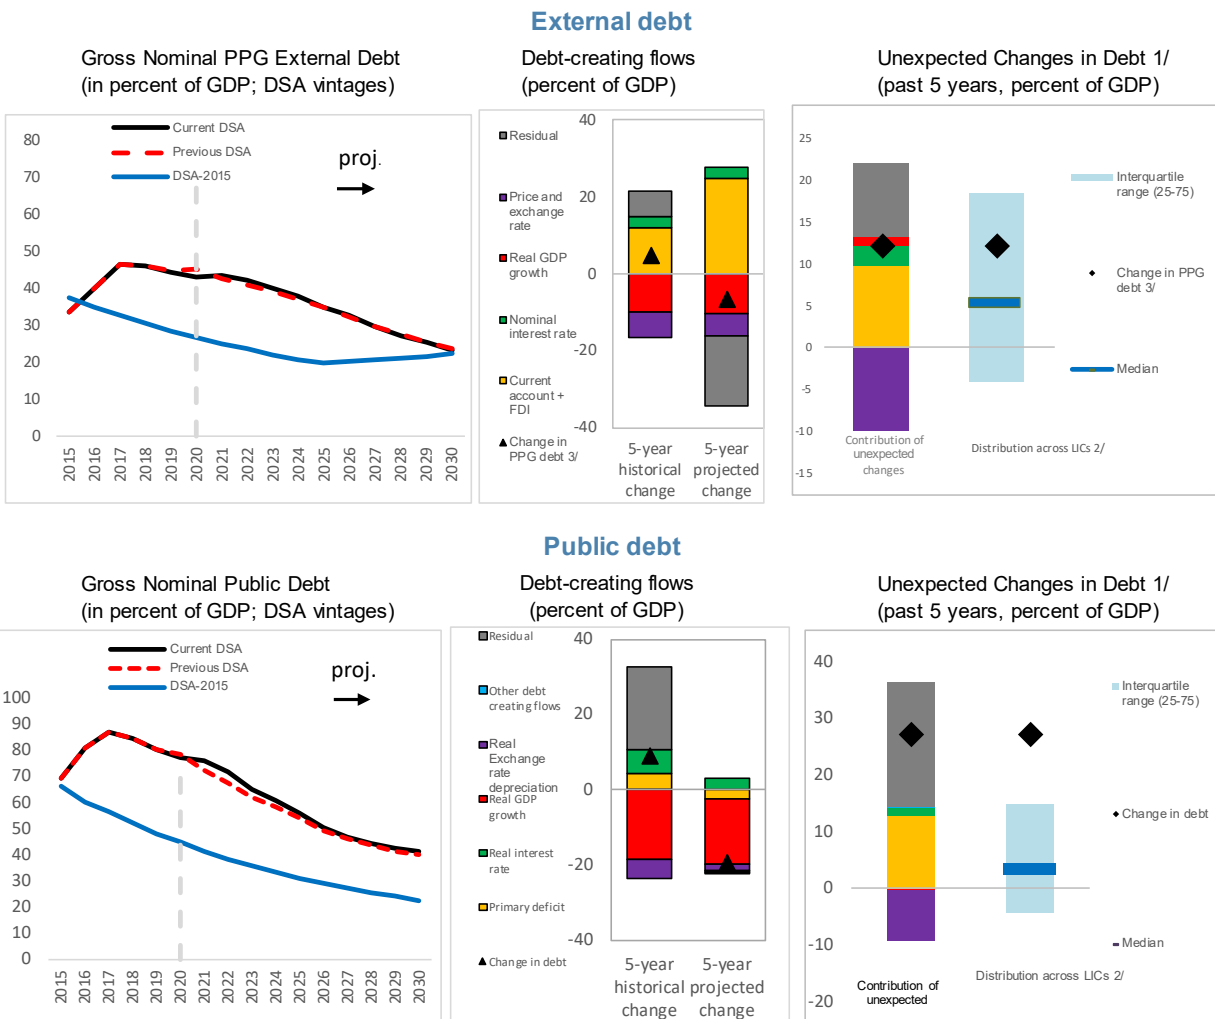 External debt
Gross Nominal PPG External Debt
(in percent of GDP; DSA vintages)
Debt-creating flows
(percent of GDP)
Unexpected Changes in Debt 1/
(past 5 years, percent of GDP)
Current DSA
Previous DSA
DSA-2015
proj.
80
70
60
50
40
30
20
10
0
2015
2016
2017
2018
2019
2020
2021
2022
2023
2024
2025
2026
2027
2028
2029
2030
Residual
Price and
exchange
rate
Real GDP
growth
Nominal
interest rate
Current
account +
FDI
Change in
PPG debt 3/
40
20
0
-20
-40
5-year
historical
change
5-year
projected
change
25
20
15
10
5
0
-5
-10
-15
Contribution of
unexpected
changes
Distribution across LICs 2/
Interquartile
range (25-75)
Change in PPG
debt 3/
Median
Public debt
Gross Nominal Public Debt
(in percent of GDP; DSA vintages)
Debt-creating flows
(percent of GDP)
Unexpected Changes in Debt 1/
(past 5 years, percent of GDP)
Current DSA
Previous DSA
DSA-2015
proj.
100
90
80
70
60
50
40
30
20
10
0
2015
2016
2017
2018
2019
2020
2021
2022
2023
2024
2025
2026
2027
2028
2029
2030
Residual
Other debt
creating flows
Real
Exchange
rate
depreciation
Real GDP
growth
Real interest
rate
Primary deficit
Change in debt
40
20
0
-20
-40
5-year
historical
change
5-year
projected
change
40
30
20
10
0
-10
-20
Contribution of
unexpected
Distribution across LICs 2/
Interquartile
range (25-75)
Change in debt
Median